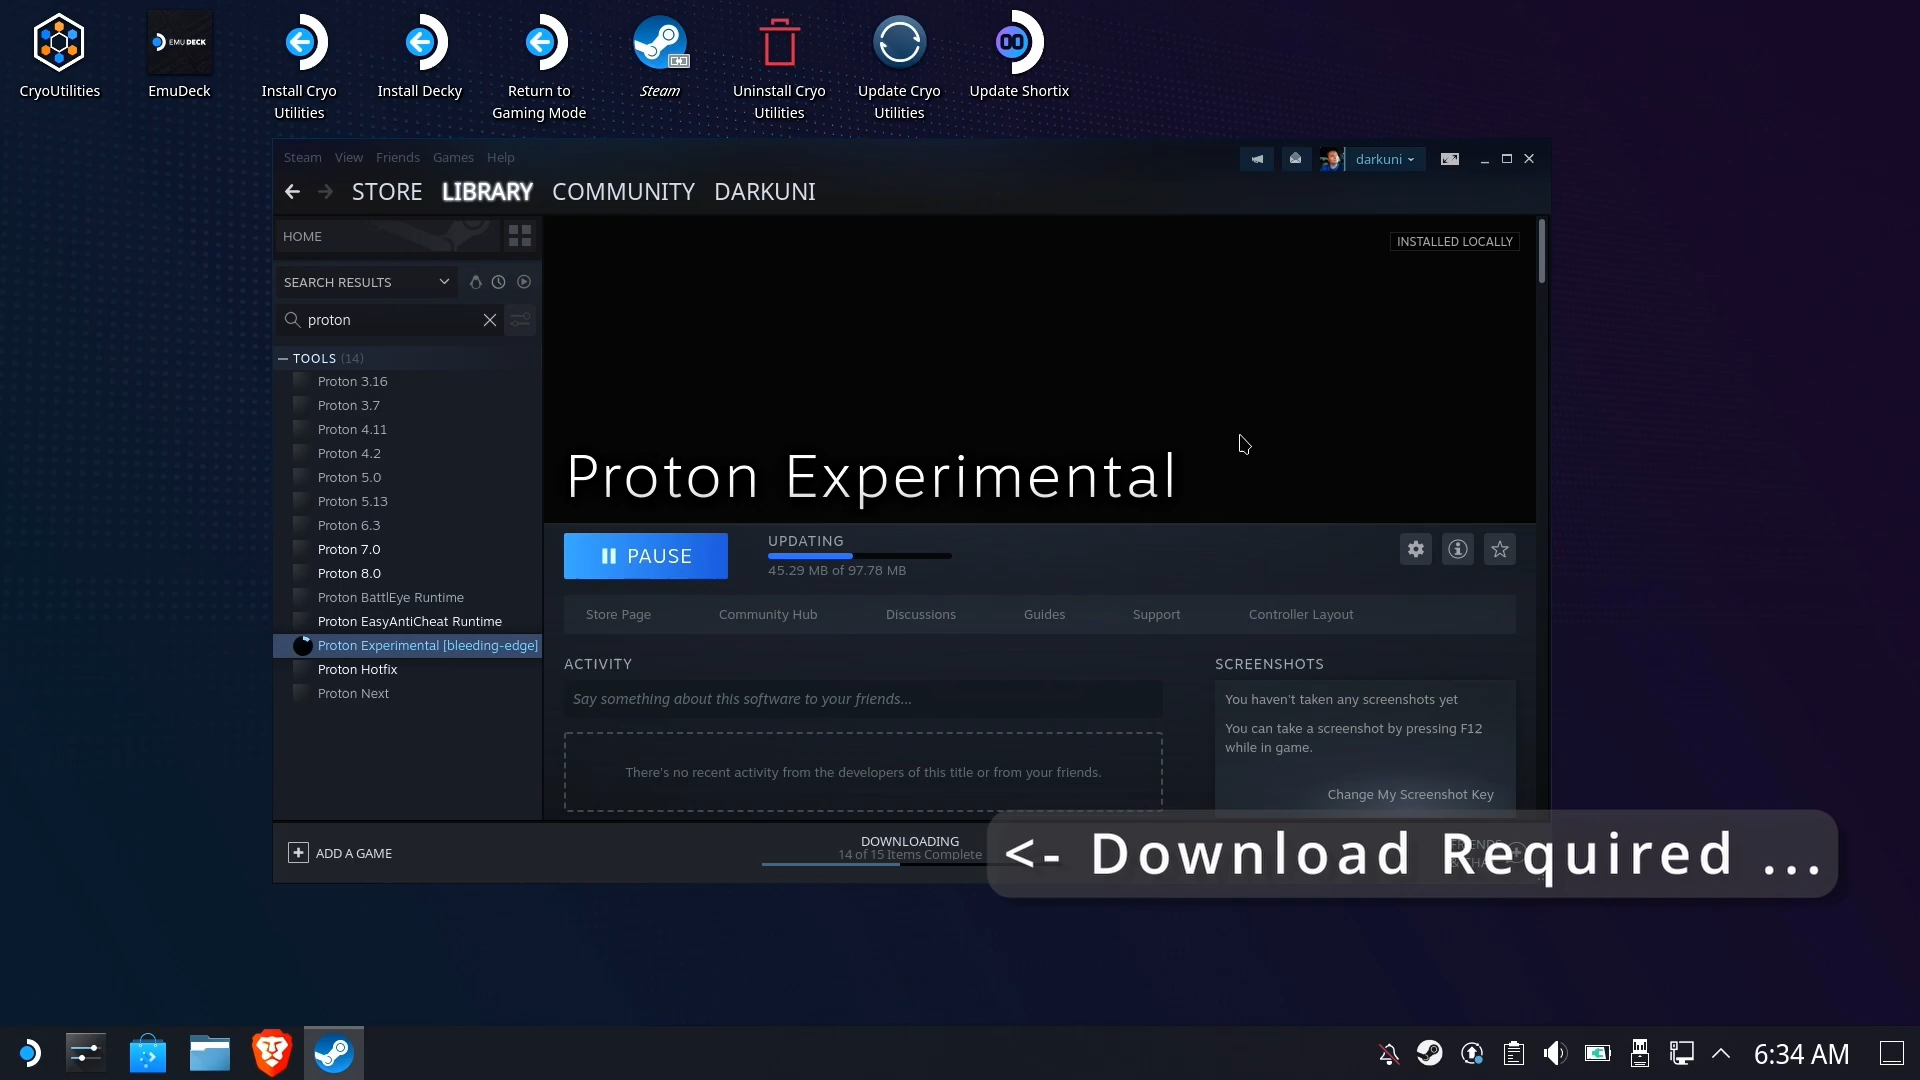 CryoUtilities
EMUDECK
EmuDeck
Install Cryo
Utilities
Install Decky
Return to
Gaming Mode
Steam
Uninstall Cryo
Utilities
Update Cryo
Utilities
Update Shortix
Steam View Friends Games Help
darkuni
STORE LIBRARY COMMUNITY DARKUNI
HOME
INSTALLED LOCALLY
SEARCH RESULTS
proton
TOOLS (14)
Proton 3.16
Proton 3.7
Proton 4.11
Proton 4.2
Proton 5.0
Proton 5.13
Proton 6.3
Proton 7.0
Proton 8.0
Proton BattlEye Runtime
Proton EasyAntiCheat Runtime
Proton Experimental [bleeding-edge]
Proton Hotfix
Proton Next
Proton Experimental
PAUSE
UPDATING
45.29 MB of 97.78 MB
Store Page Community Hub Discussions Guides Support Controller Layout
ACTIVITY
Say something about this software to your friends...
There's no recent activity from the developers of this title or from your friends.
SCREENSHOTS
You haven't taken any screenshots yet
You can take a screenshot by pressing F12
while in game.
Change My Screenshot Key
ADD A GAME
DOWNLOADING
14 of 15 Items Complete
<- Download Required ...
6:34 AM